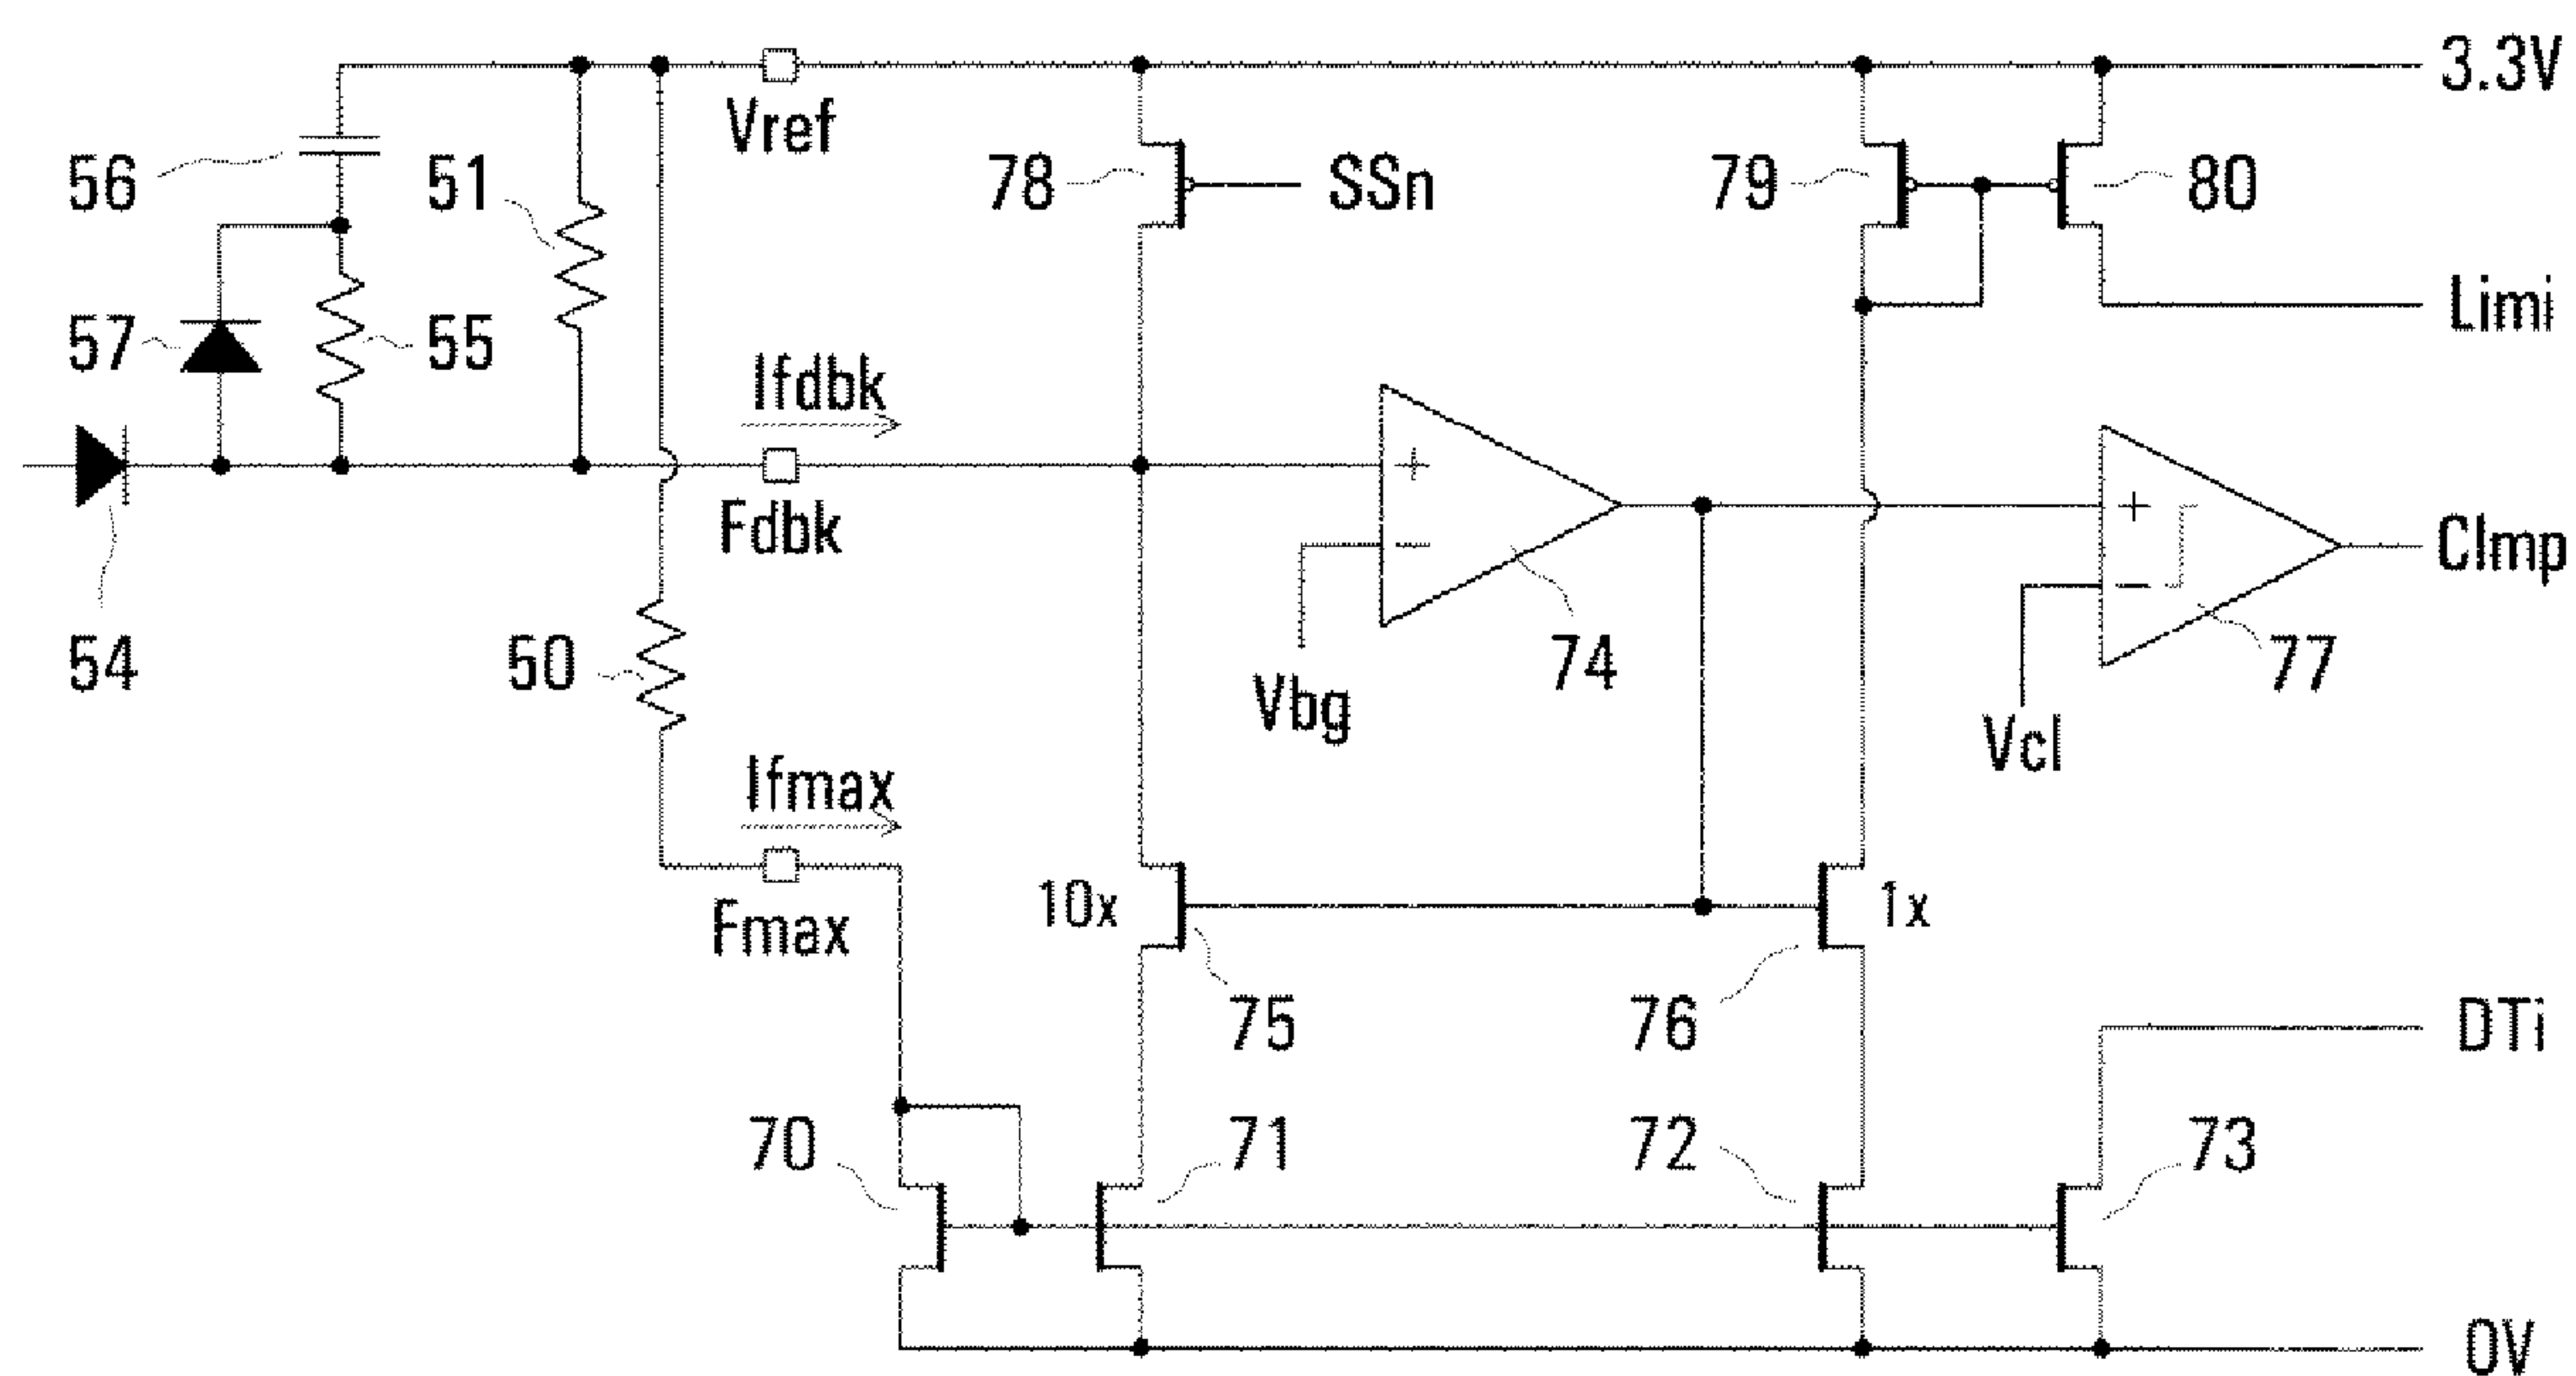 3.3V
Vref
56
51
78
SSn
79
80
Limi
57
55
Ifdbk
Fdbk
CImp
54
50
74
77
Vbg
Vcl
Ifmax
Fmax
10x
1x
75
76
DTi
70
71
72
73
0V